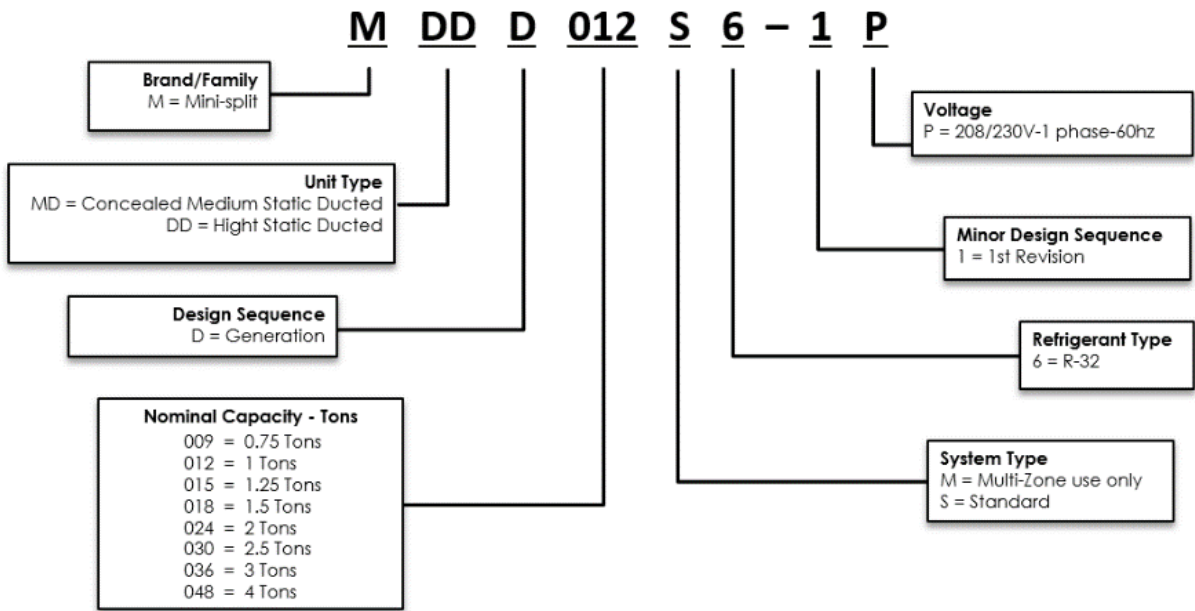 M DD D 012 S 6 – 1 P
Brand/Family
M = Mini-split
Unit Type
MD = Concealed Medium Static Ducted
DD = Hight Static Ducted
Design Sequence
D = Generation
Nominal Capacity - Tons
009 = 0.75 Tons
012 = 1 Tons
015 = 1.25 Tons
018 = 1.5 Tons
024 = 2 Tons
030 = 2.5 Tons
036 = 3 Tons
048 = 4 Tons
Voltage
P = 208/230V-1 phase-60hz
Minor Design Sequence
1 = 1st Revision
Refrigerant Type
6 = R-32
System Type
M = Multi-Zone use only
S = Standard